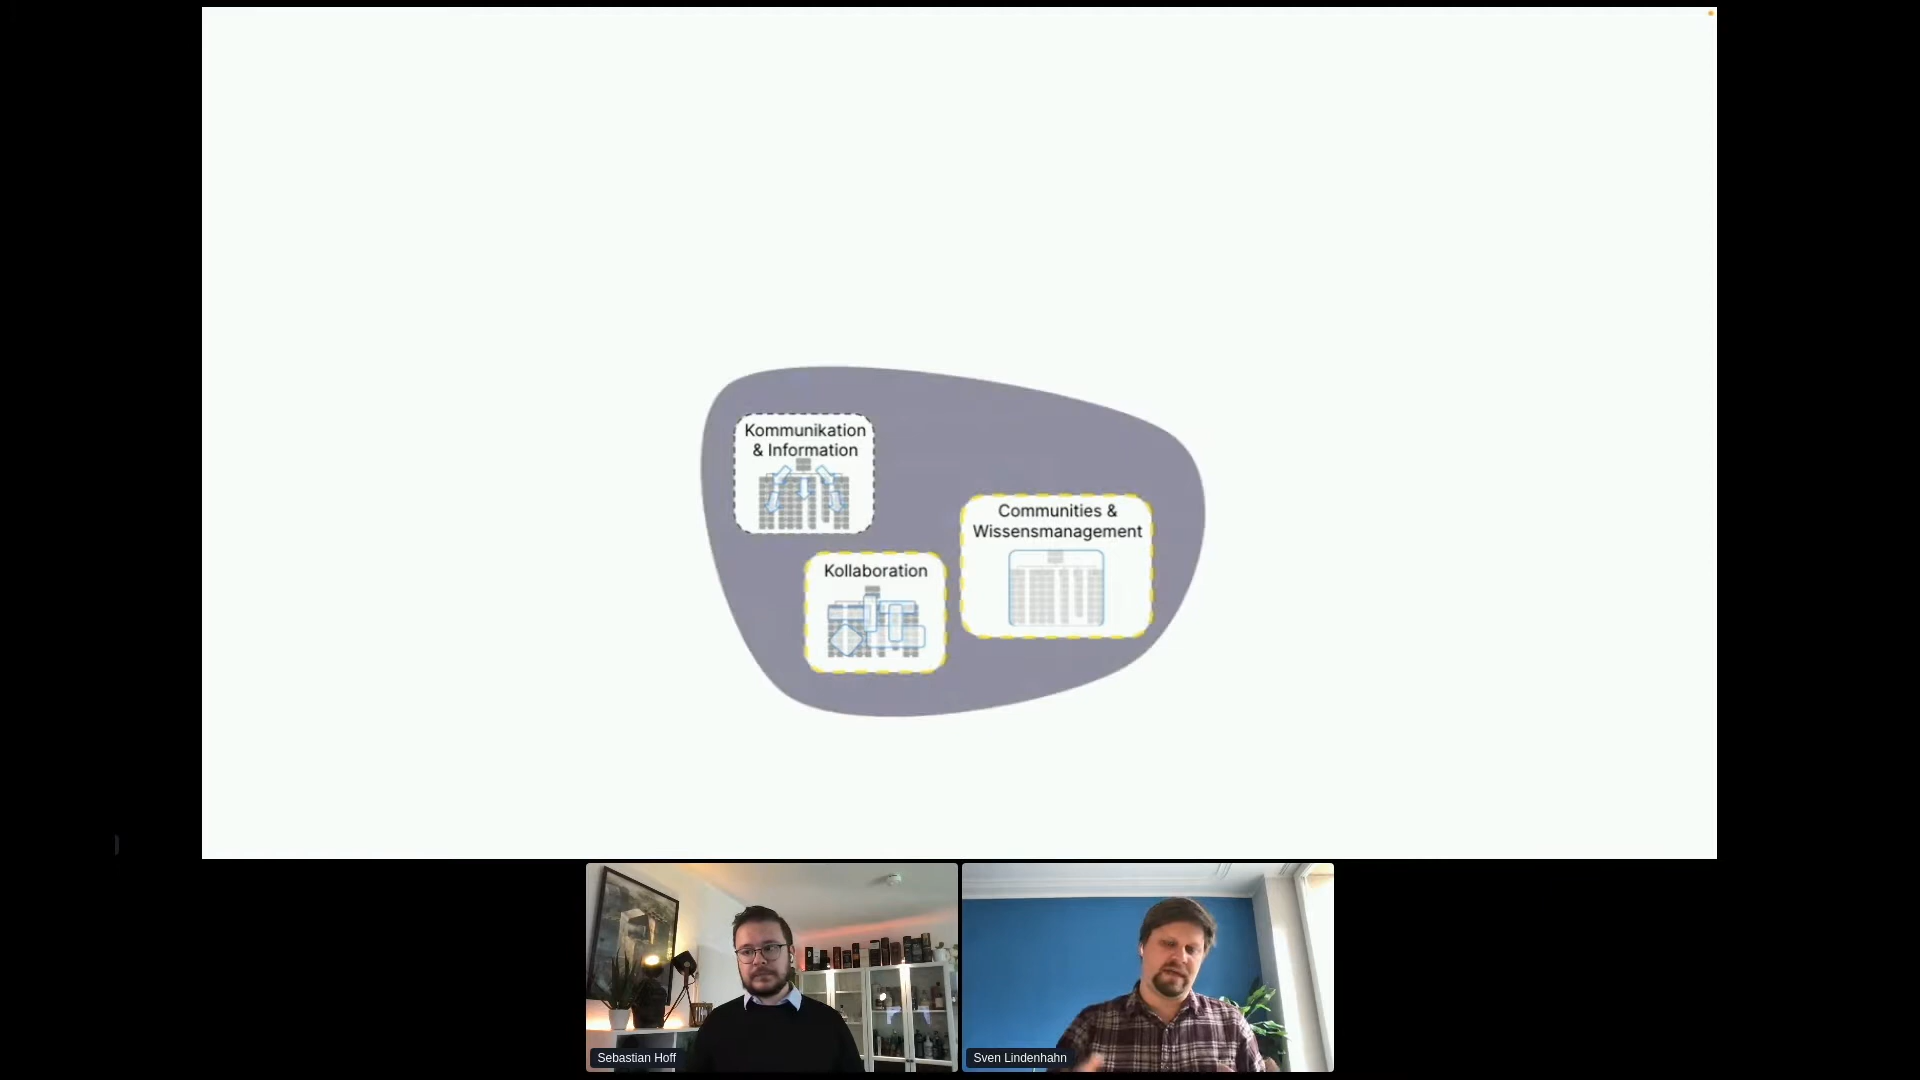 Kommunikation
& Information
Communities &
Wissensmanagement
Kollaboration
Sebastian Hoff
Sven Lindenhahn